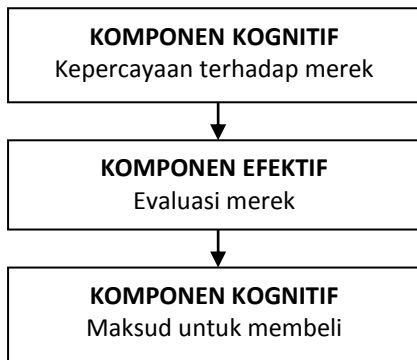 KOMPONEN KOGNITIF
Kepercayaan terhadap merek
KOMPONEN EFEKTIF
Evaluasi merek
KOMPONEN KOGNITIF
Maksud untuk membeli